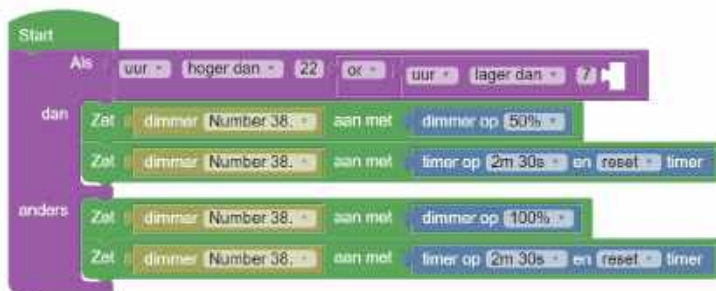 Start
Als uur hoger dan 22 or uur lager dan 7
dan Zet dimmer Number 38. aan met dimmer op 50%
Zet dimmer Number 38. aan met timer op 2m 30s en reset timer
anders Zet dimmer Number 38. aan met dimmer op 100%
Zet dimmer Number 38. aan met timer op 2m 30s en reset timer